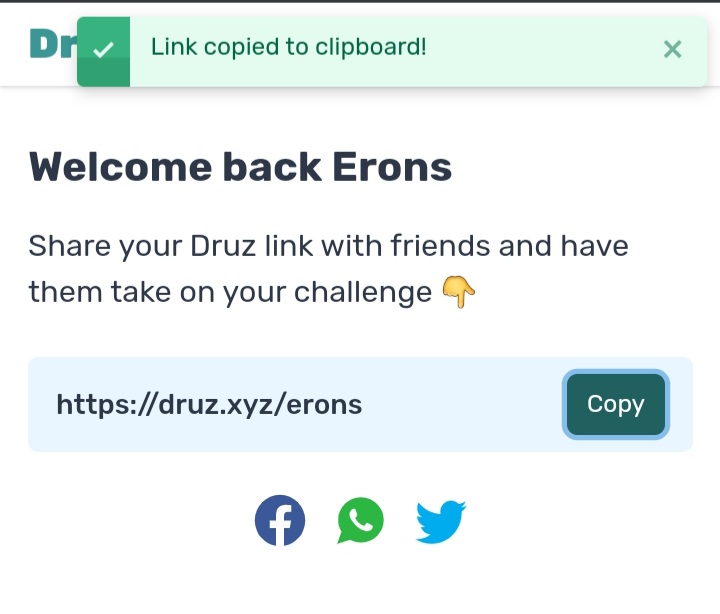 Dr
Link copied to clipboard!
Welcome back Erons
Share your Druz link with friends and have
them take on your challenge 👇
https://druz.xyz/erons
Copy